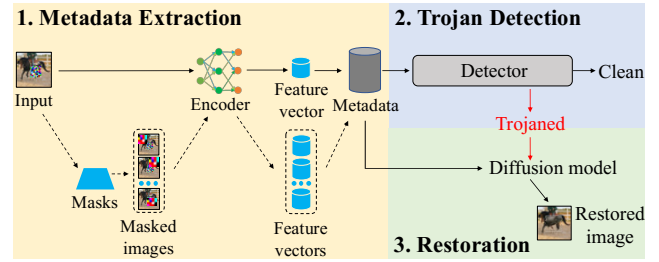 1. Metadata Extraction
2. Trojan Detection
Input
Encoder
Feature
vector
Metadata
Detector
Clean
Trojaned
Masks
Masked
images
Feature
vectors
Diffusion model
Restored
image
3. Restoration